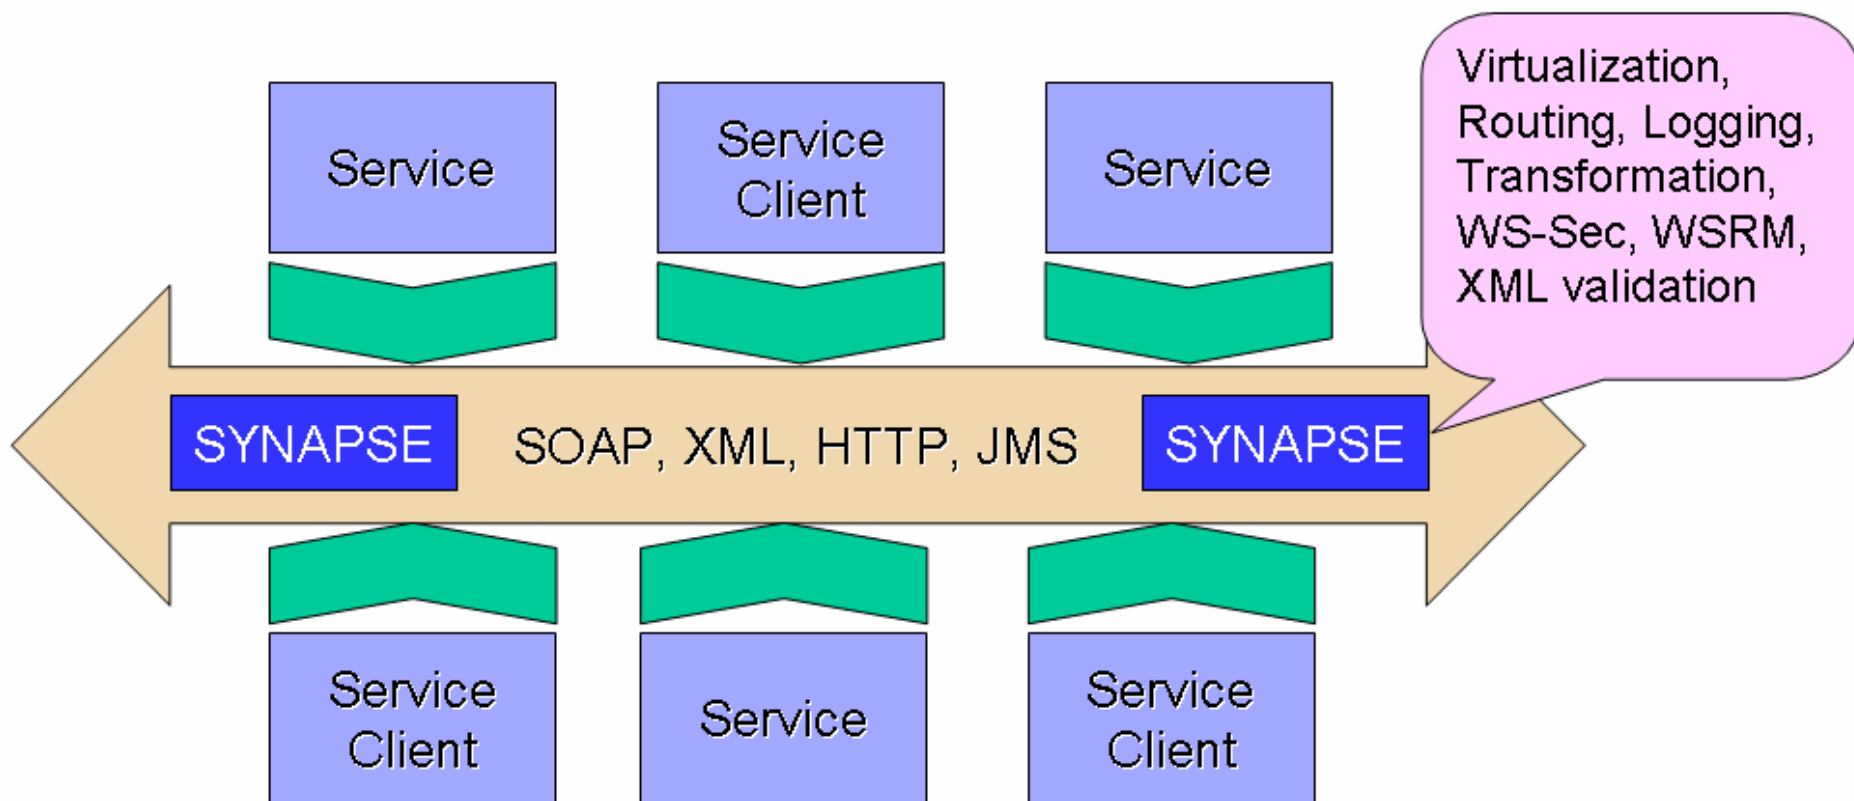 Service
Service
Client
Service
Virtualization,
Routing, Logging,
Transformation,
WS-Sec, WSRM,
XML validation
SYNAPSE
SOAP, XML, HTTP, JMS
SYNAPSE
Service
Client
Service
Service
Client